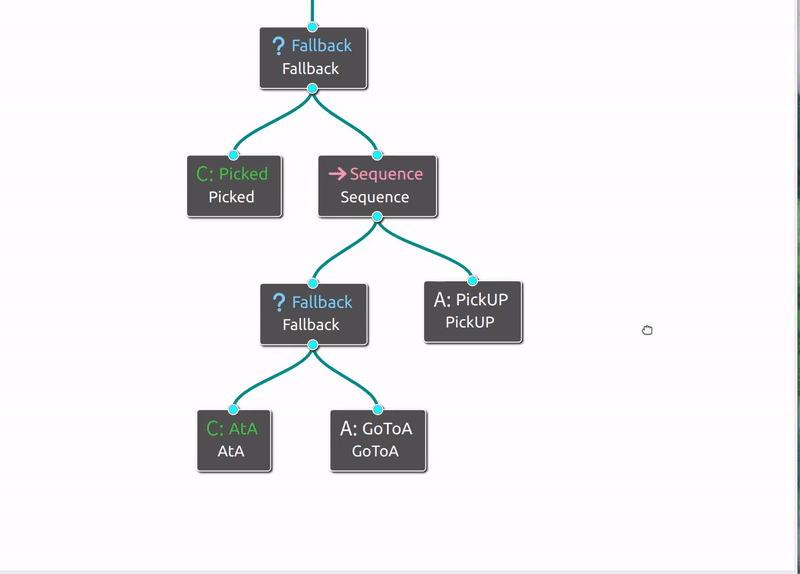 ? Fallback
Fallback
C: Picked
Picked
→ Sequence
Sequence
? Fallback
Fallback
A: PickUP
PickUP
C: AtA
AtA
A: GoToA
GoToA